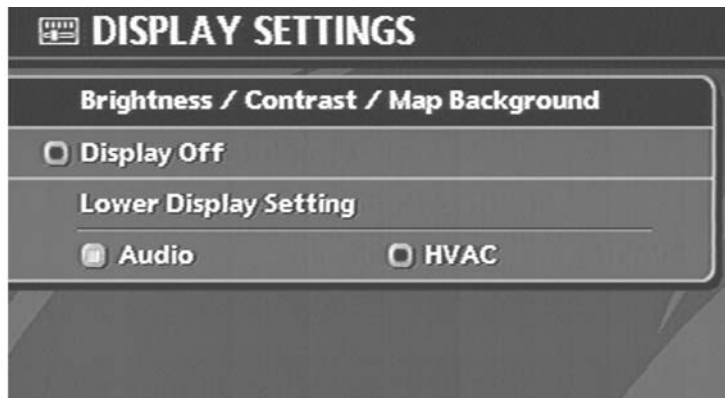 DISPLAY SETTINGS
Brightness / Contrast / Map Background
Display Off
Lower Display Setting
Audio HVAC